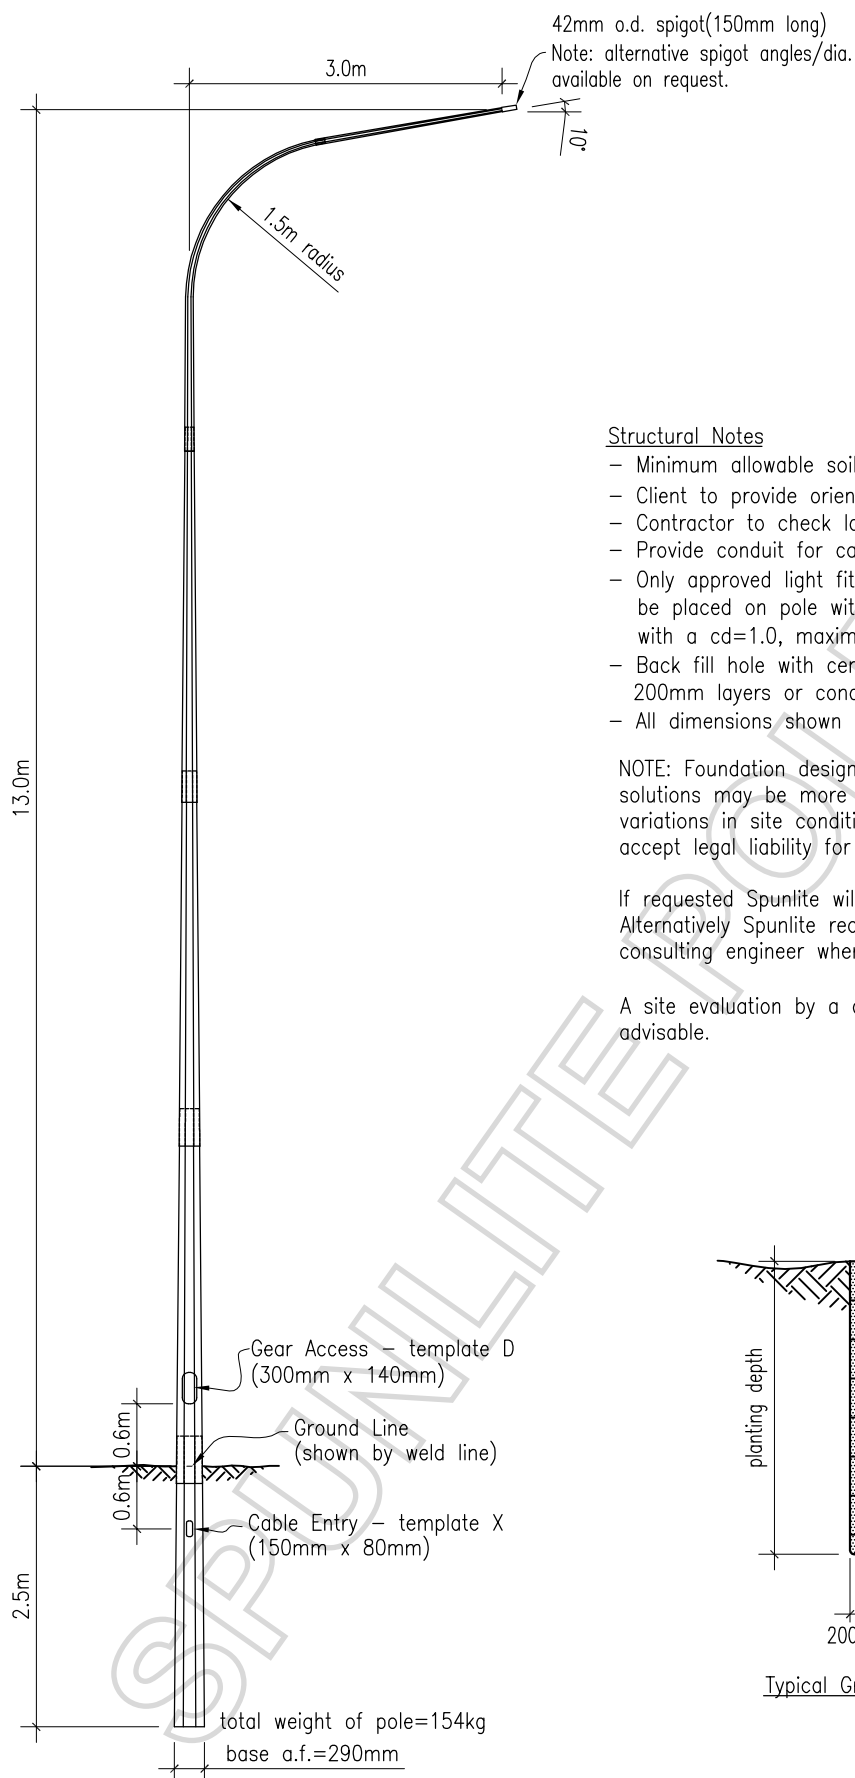 42mm o.d. spigot(150mm long)
Note: alternative spigot angles/dia.
available on request.
3.0m
10°
1.5m radius
Structural Notes
– Minimum allowable soil
– Client to provide orien
– Contractor to check lo
– Provide conduit for ca
– Only approved light fit
be placed on pole wit
with a cd=1.0, maxim
– Back fill hole with cem
200mm layers or conc
– All dimensions shown
13.0m
NOTE: Foundation design
solutions may be more
variations in site conditi
accept legal liability for
If requested Spunlite wil
Alternatively Spunlite rec
consulting engineer wher
A site evaluation by a c
advisable.
Gear Access – template D
(300mm x 140mm)
0.6m
Ground Line
(shown by weld line)
0.6m
Cable Entry – template X
(150mm x 80mm)
planting depth
2.5m
200
Typical Gr
total weight of pole=154kg
base a.f.=290mm
SPUNLITE POL